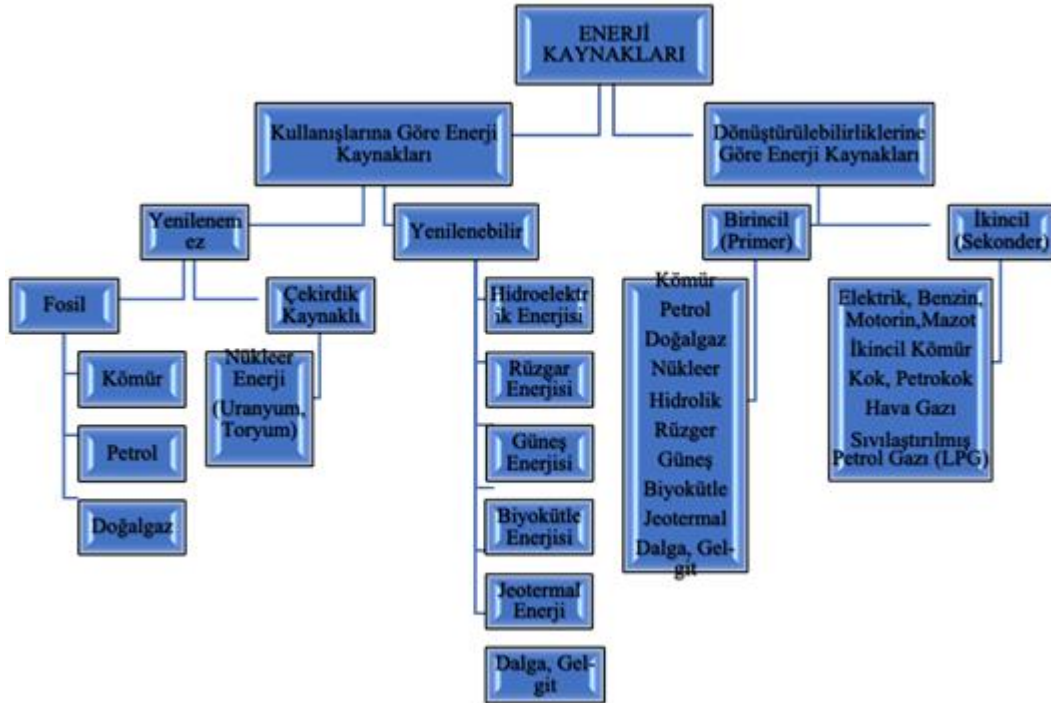 ENERJİ
KAYNAKLARI
Kullanışlarına Göre Enerji
Kaynakları
Dönüştürülebilirliklerine
Göre Enerji Kaynakları
Yenilenem
ez
Yenilenebilir
Birincil
(Primer)
İkincil
(Sekonder)
Fosil
Çekirdik
Kaynaklı
Kömür
Petrol
Doğalgaz
Nükleer
Enerji
(Uranyum,
Toryum)
Hidroelektr
ik Enerjisi
Rüzgar
Enerjisi
Güneş
Enerjisi
Biyokütle
Enerjisi
Jeotermal
Enerji
Dalga, Gel-
git
Kömür
Petrol
Doğalgaz
Nükleer
Hidrolik
Rüzger
Güneş
Biyokütle
Jeotermal
Dalga, Gel-
git
Elektrik, Benzin,
Motorin,Mazot
İkincil Kömür
Kok, Petrokok
Hava Gazı
Sıvılaştırılmış
Petrol Gazı (LPG)